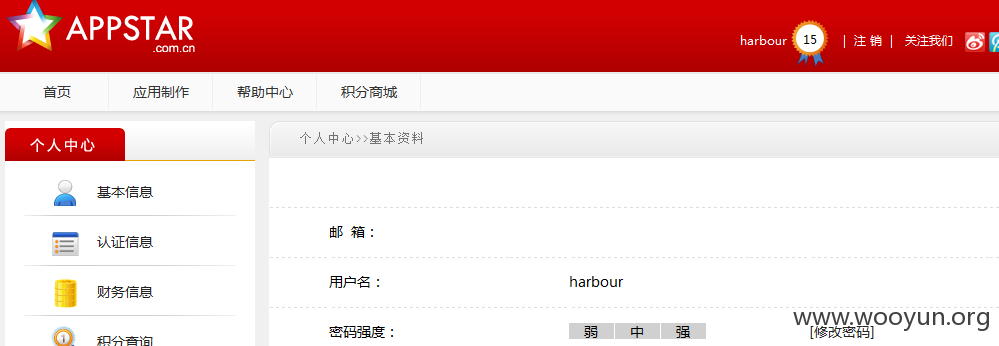 APPSTAR
.com.cn
harbour 15 | 注 销 | 关注我们
首页 应用制作 帮助中心 积分商城
个人中心
个人中心>>基本资料
基本信息
邮 箱：
认证信息
用户名： harbour
财务信息
www.wooyun.org
密码强度： 弱 中 强 [修改密码]
积分查询